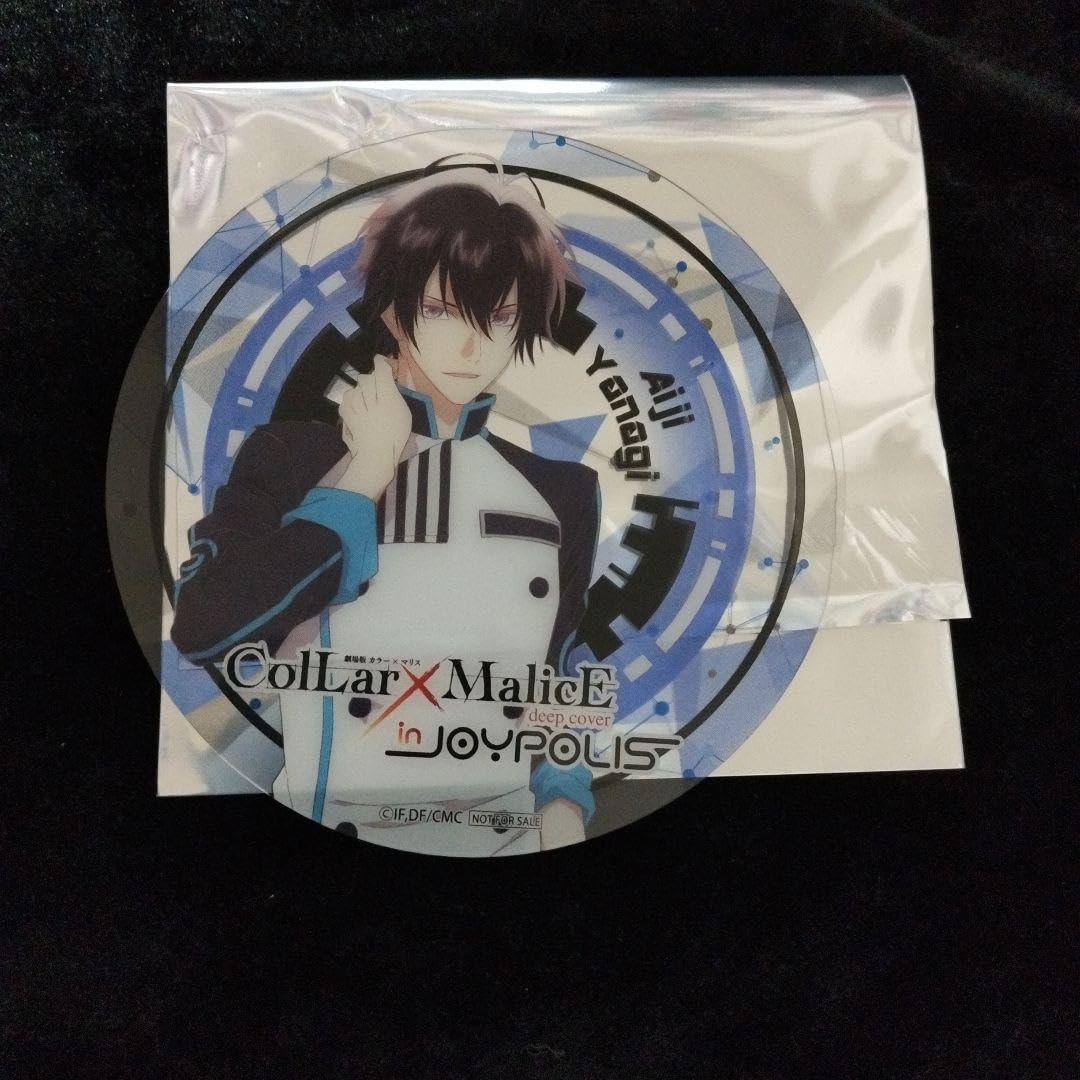 Aiji
Yanagi
劇場版 カラー×マリス
ColLar×MalicE
deep cover
in JOYPOLIS
©IF,DF/CMC NOT FOR SALE